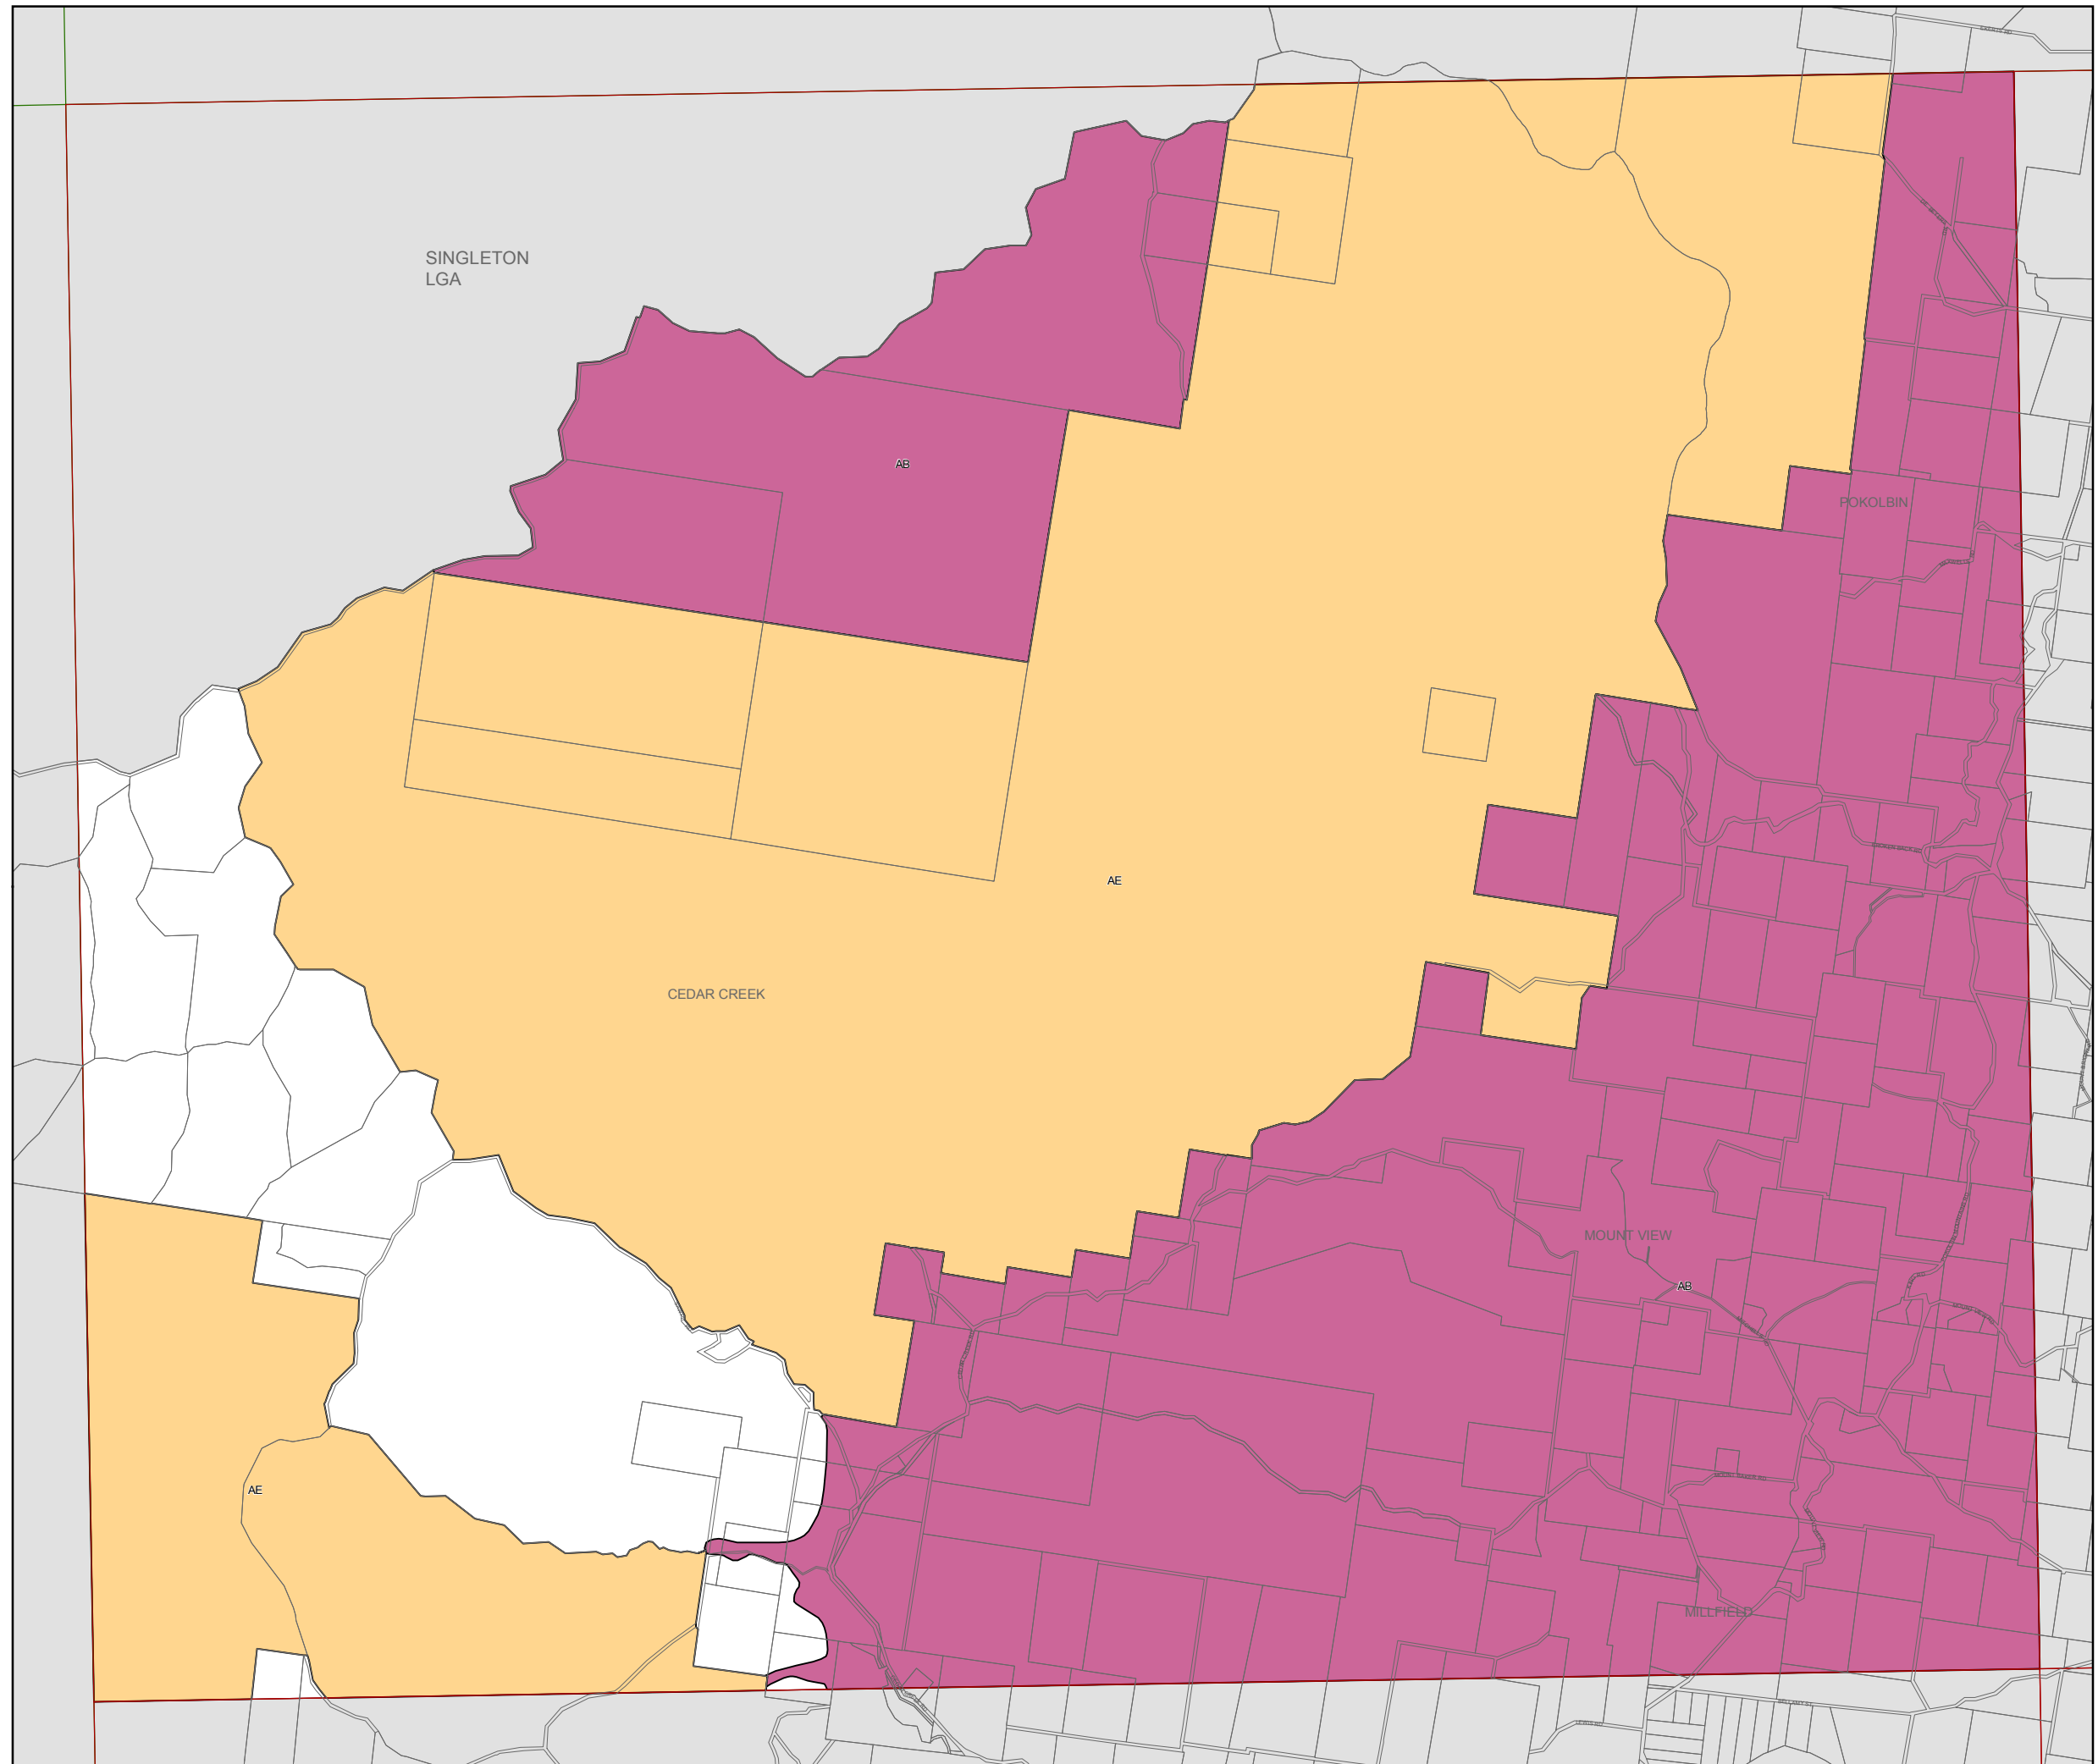 SINGLETON
LGA
AB
POKOLBIN
AE
CEDAR CREEK
MOUNT VIEW
AB
AE
MILLFIELD